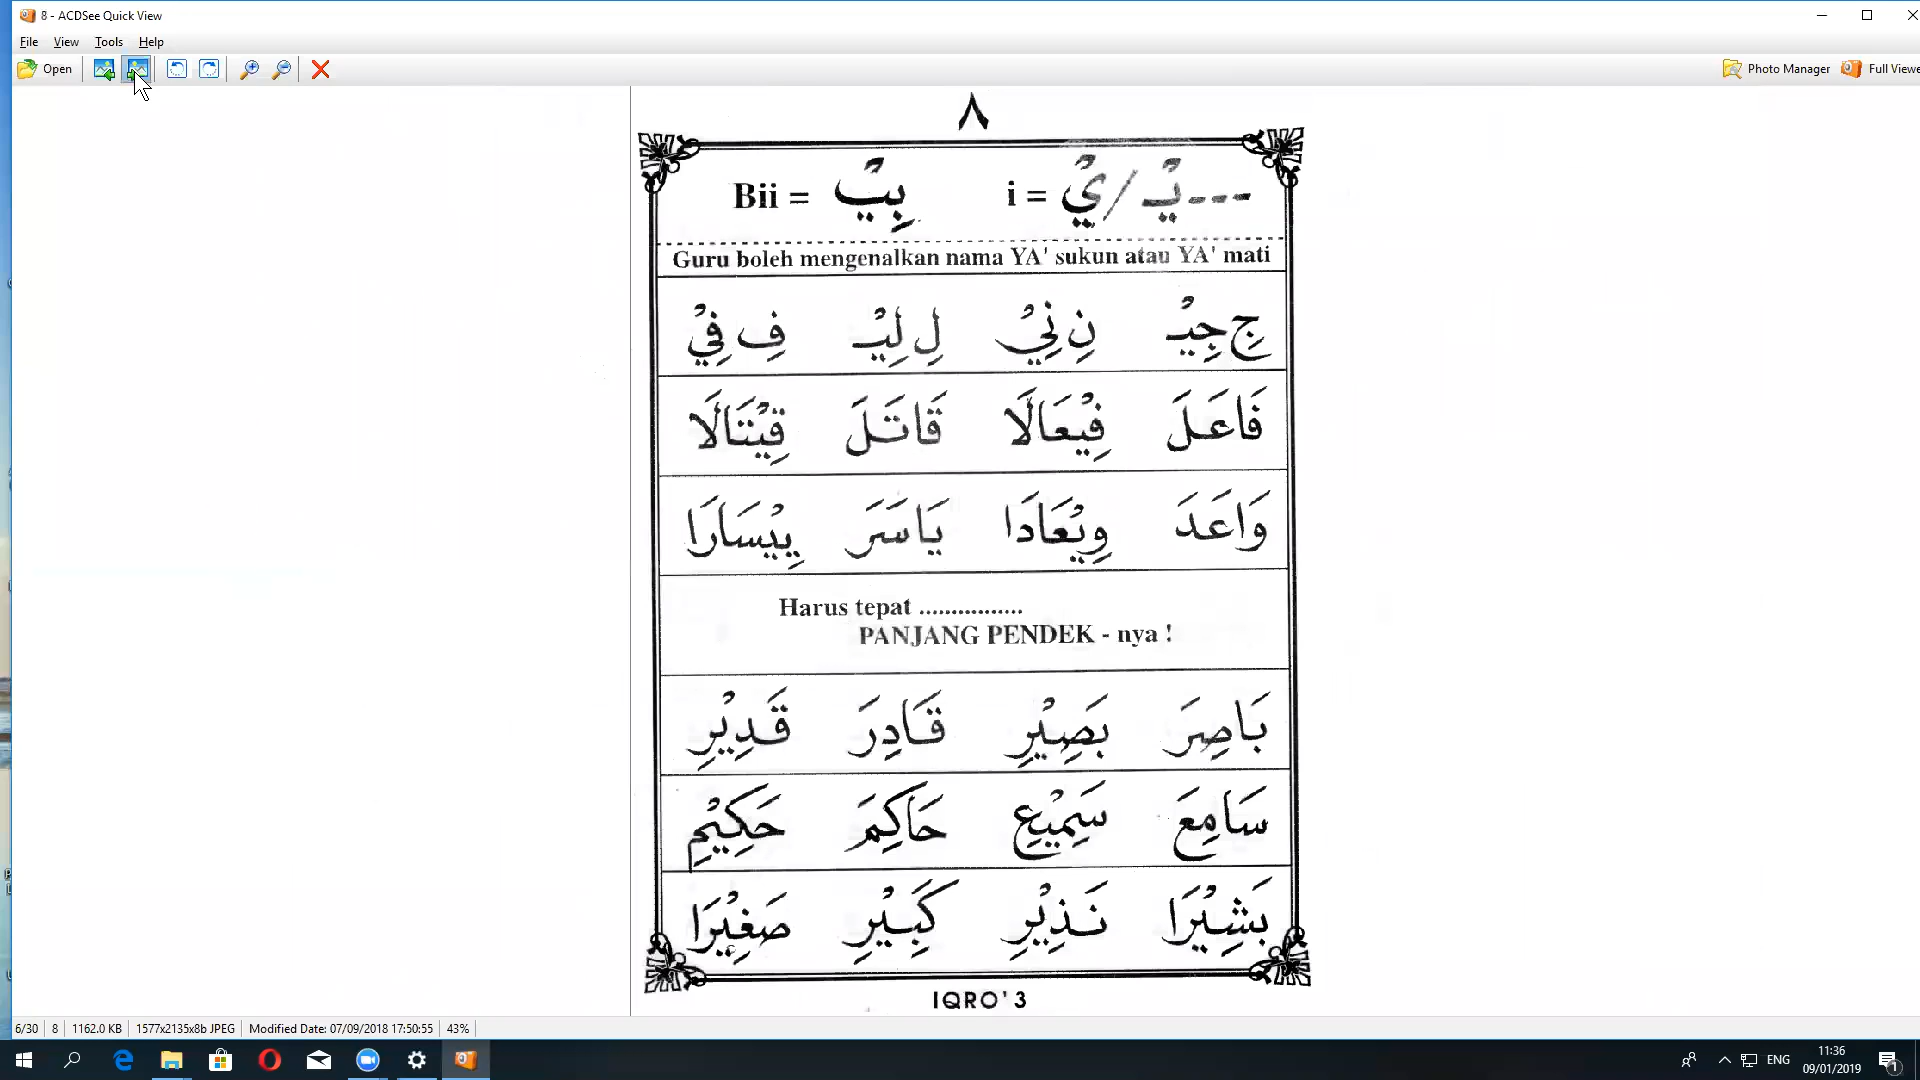 8 - ACDSee Quick View
File View Tools Help
Open Photo Manager Full Viewe
٨
Bii = بِيْ i = ---يْـ / يْ
Guru boleh mengenalkan nama YA' sukun atau YA' mati
جِ جِيْـ نِ نِيْ لِ لِيْـ فِ فِيْ
فَاعَلَ فِيْعَالَا قَاتَلَ قِيْتَالَا
وَاعَدَ وِيْعَادَا يَاسَرَ يِيْسَارَا
Harus tepat ................
PANJANG PENDEK - nya !
بَاصِرَ بَصِيْرِ قَادِرَ قَدِيْرِ
سَامِعَ سَمِيْعِ حَاكِمَ حَكِيْمِ
بَشِيْرَا نَذِيْرِ كَبِيْرِ صَغِيْرَا
IQRO' 3
6/30 8 1162.0 KB 1577x2135x8b JPEG Modified Date: 07/09/2018 17:50:55 43%
ENG 11:36
09/01/2019 1